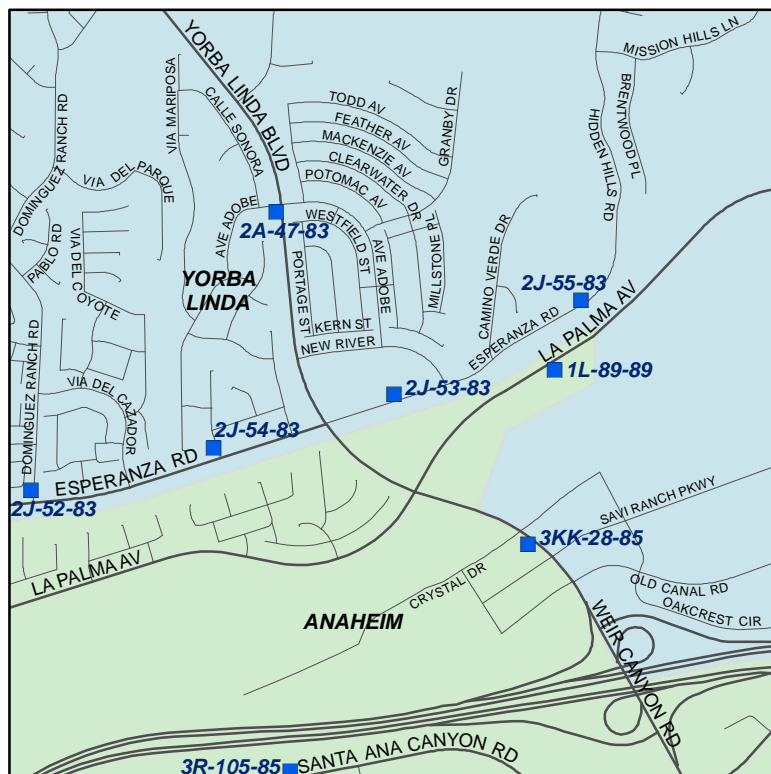 MISSION HILLS LN
BRENTWOOD PL
HIDDEN HILLS RD
YORBA LINDA BLVD
VIA MARIPOSA
CALLE SONORA
TODD AV
FEATHER AV
MACKENZIE AV
CLEARWATER DR
POTOMAC AV
GRANBY DR
DOMINGUEZ RANCH RD
VIA DEL PARQUE
AVE ADOBE
2A-47-83
WESTFIELD ST
AVE ADOBE
MILLSTONE PL
CAMINO VERDE DR
PABLO RD
VIA DEL COYOTE
YORBA
LINDA
PORTAGE ST
KERN ST
NEW RIVER
2J-55-83
ESPERANZA RD
LA PALMA AV
1L-89-89
DOMINGUEZ RANCH RD
VIA DEL CAZADOR
2J-53-83
2J-54-83
ESPERANZA RD
2J-52-83
SAVI RANCH PKWY
3KK-28-85
LA PALMA AV
CRYSTAL DR
OLD CANAL RD
OAKCREST CIR
ANAHEIM
WEIR CANYON RD
SANTA ANA CANYON RD
3R-105-85